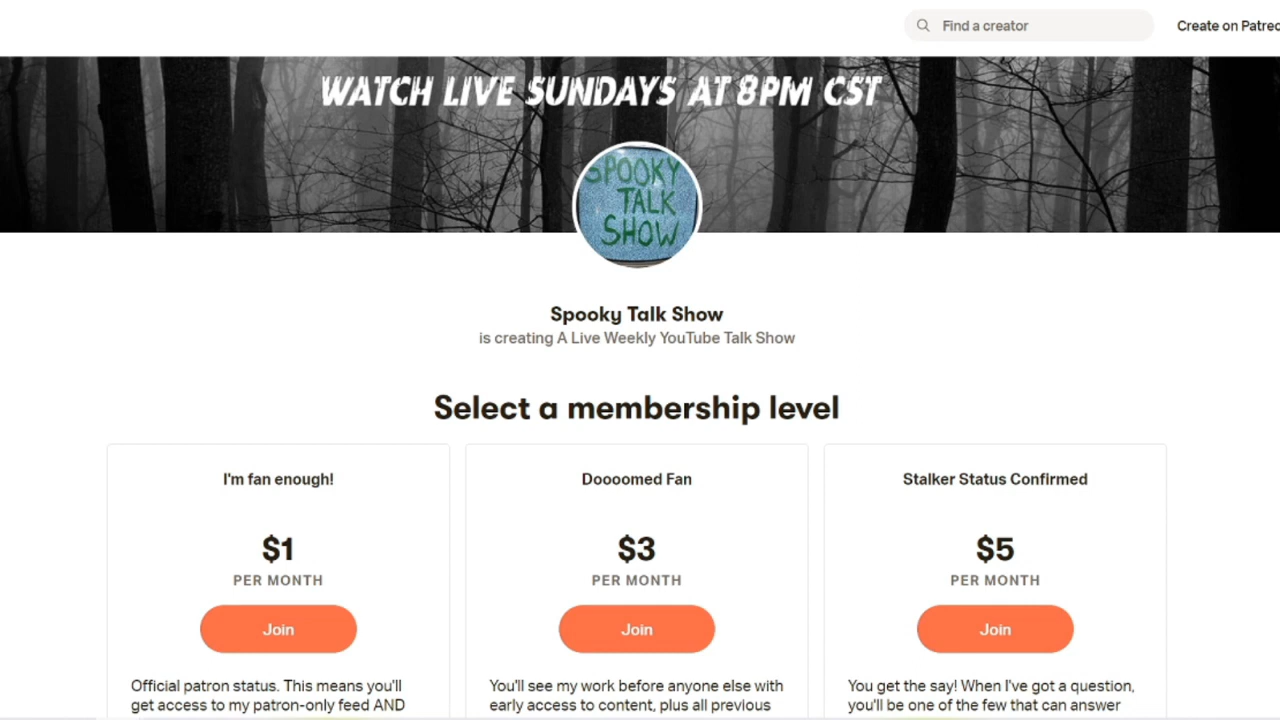 Find a creator
Create on Patreo
WATCH LIVE SUNDAYS AT 8PM CST
SPOOKY
TALK
SHOW
Spooky Talk Show
is creating A Live Weekly YouTube Talk Show
Select a membership level
I'm fan enough!
$1
PER MONTH
Join
Official patron status. This means you'll
get access to my patron-only feed AND
Doooomed Fan
$3
PER MONTH
Join
You'll see my work before anyone else with
early access to content, plus all previous
Stalker Status Confirmed
$5
PER MONTH
Join
You get the say! When I've got a question,
you'll be one of the few that can answer